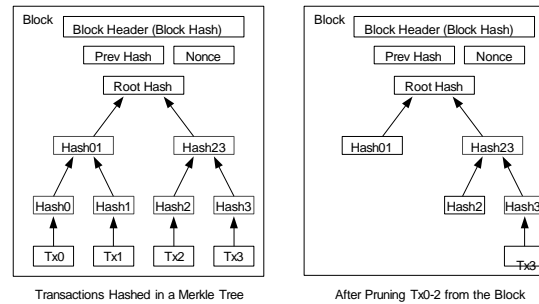 Block
Block Header (Block Hash)
Prev Hash Nonce
Root Hash
Hash01 Hash23
Hash0 Hash1 Hash2 Hash3
Tx0 Tx1 Tx2 Tx3
Transactions Hashed in a Merkle Tree
Block
Block Header (Block Hash)
Prev Hash Nonce
Root Hash
Hash01 Hash23
Hash2 Hash3
Tx3
After Pruning Tx0-2 from the Block